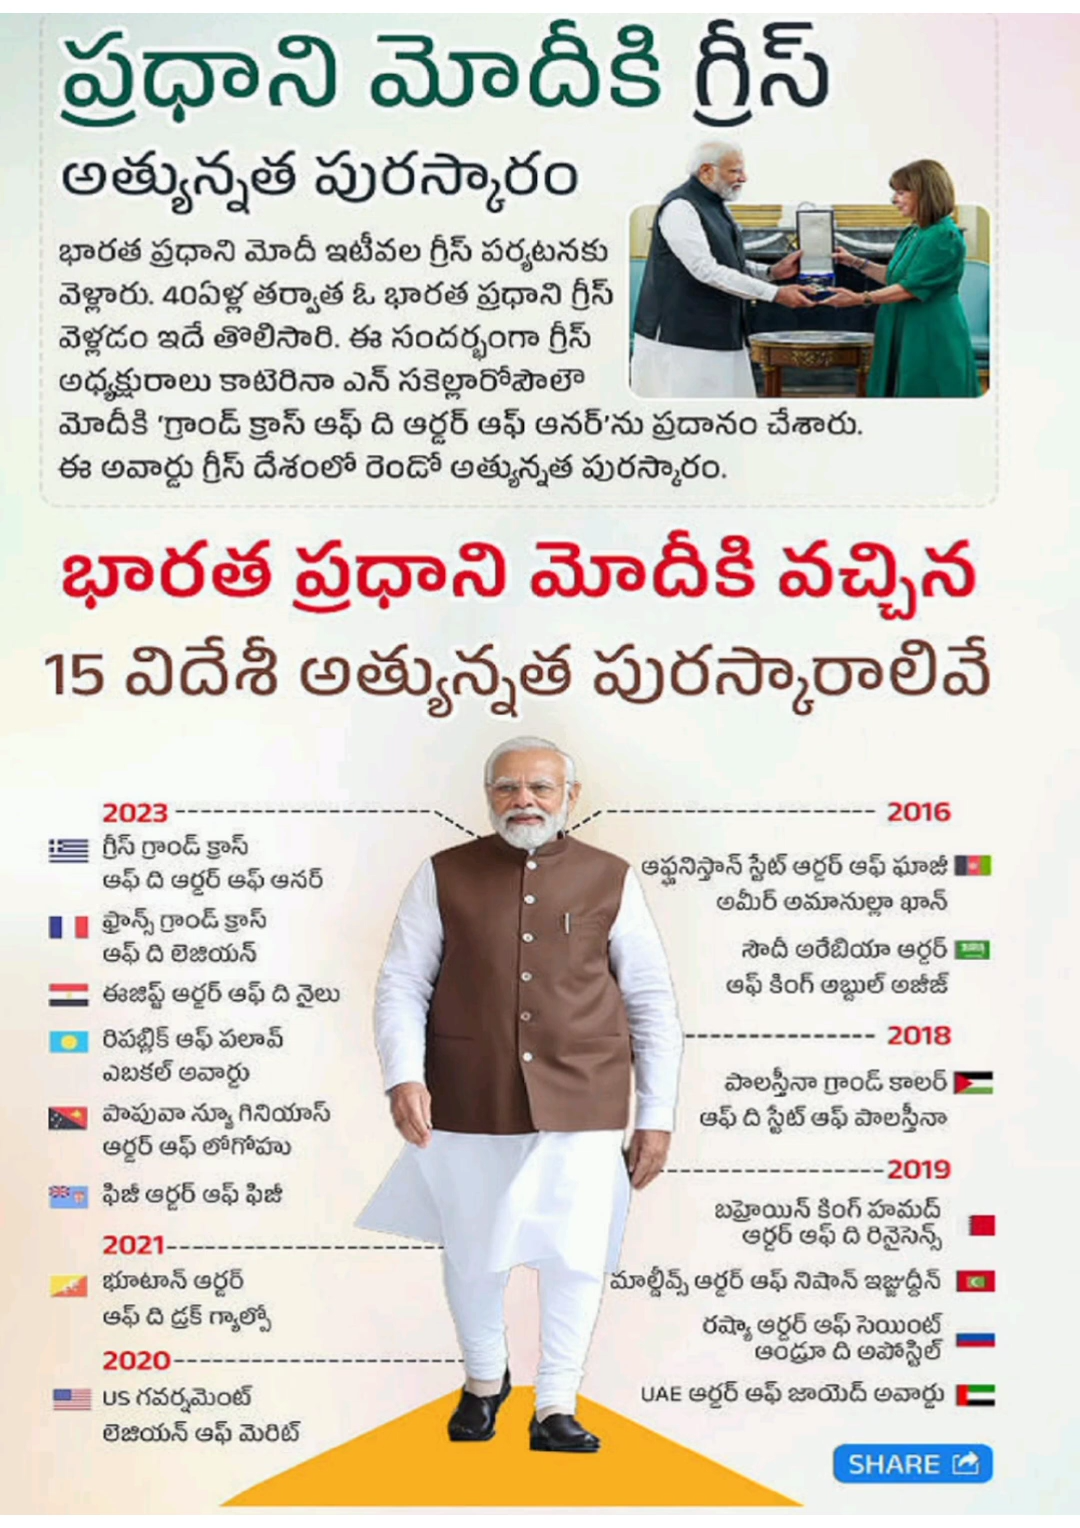 ప్రధాని మోదీకి గ్రీస్
అత్యున్నత పురస్కారం
భారత ప్రధాని మోదీ ఇటీవల గ్రీస్ పర్యటనకు
వెళ్లారు. 40ఏళ్ల తర్వాత ఓ భారత ప్రధాని గ్రీస్
వెళ్లడం ఇదే తొలిసారి. ఈ సందర్భంగా గ్రీస్
అధ్యక్షురాలు కాటెరినా ఎన్ సకెల్లారోపౌలౌ
మోదీకి ‘గ్రాండ్ క్రాస్ ఆఫ్ ది ఆర్డర్ ఆఫ్ ఆనర్’ను ప్రదానం చేశారు.
ఈ అవార్డు గ్రీస్ దేశంలో రెండో అత్యున్నత పురస్కారం.
భారత ప్రధాని మోదీకి వచ్చిన
15 విదేశీ అత్యున్నత పురస్కారాలివే
2023
గ్రీస్ గ్రాండ్ క్రాస్
ఆఫ్ ది ఆర్డర్ ఆఫ్ ఆనర్
ఫ్రాన్స్ గ్రాండ్ క్రాస్
ఆఫ్ ది లెజియన్
ఈజిప్ట్ ఆర్డర్ ఆఫ్ ది నైలు
రిపబ్లిక్ ఆఫ్ పలావ్
ఎబకల్ అవార్డు
పాపువా న్యూ గినియాస్
ఆర్డర్ ఆఫ్ లోగోహు
ఫిజీ ఆర్డర్ ఆఫ్ ఫిజీ
2021
భూటాన్ ఆర్డర్
ఆఫ్ ది డ్రక్ గ్యాల్పో
2020
US గవర్నమెంట్
లెజియన్ ఆఫ్ మెరిట్
2016
ఆఫ్ఘనిస్తాన్ స్టేట్ ఆర్డర్ ఆఫ్ ఘాజీ
అమీర్ అమానుల్లా ఖాన్
సౌదీ అరేబియా ఆర్డర్
ఆఫ్ కింగ్ అబ్దుల్ అజీజ్
2018
పాలస్తీనా గ్రాండ్ కాలర్
ఆఫ్ ది స్టేట్ ఆఫ్ పాలస్తీనా
2019
బహ్రెయిన్ కింగ్ హమద్
ఆర్డర్ ఆఫ్ ది రినైసెన్స్
మాల్దీవ్స్ ఆర్డర్ ఆఫ్ నిషాన్ ఇజ్జుద్దీన్
రష్యా ఆర్డర్ ఆఫ్ సెయింట్
ఆండ్రూ ది అపోస్టిల్
UAE ఆర్డర్ ఆఫ్ జాయెద్ అవార్డు
SHARE